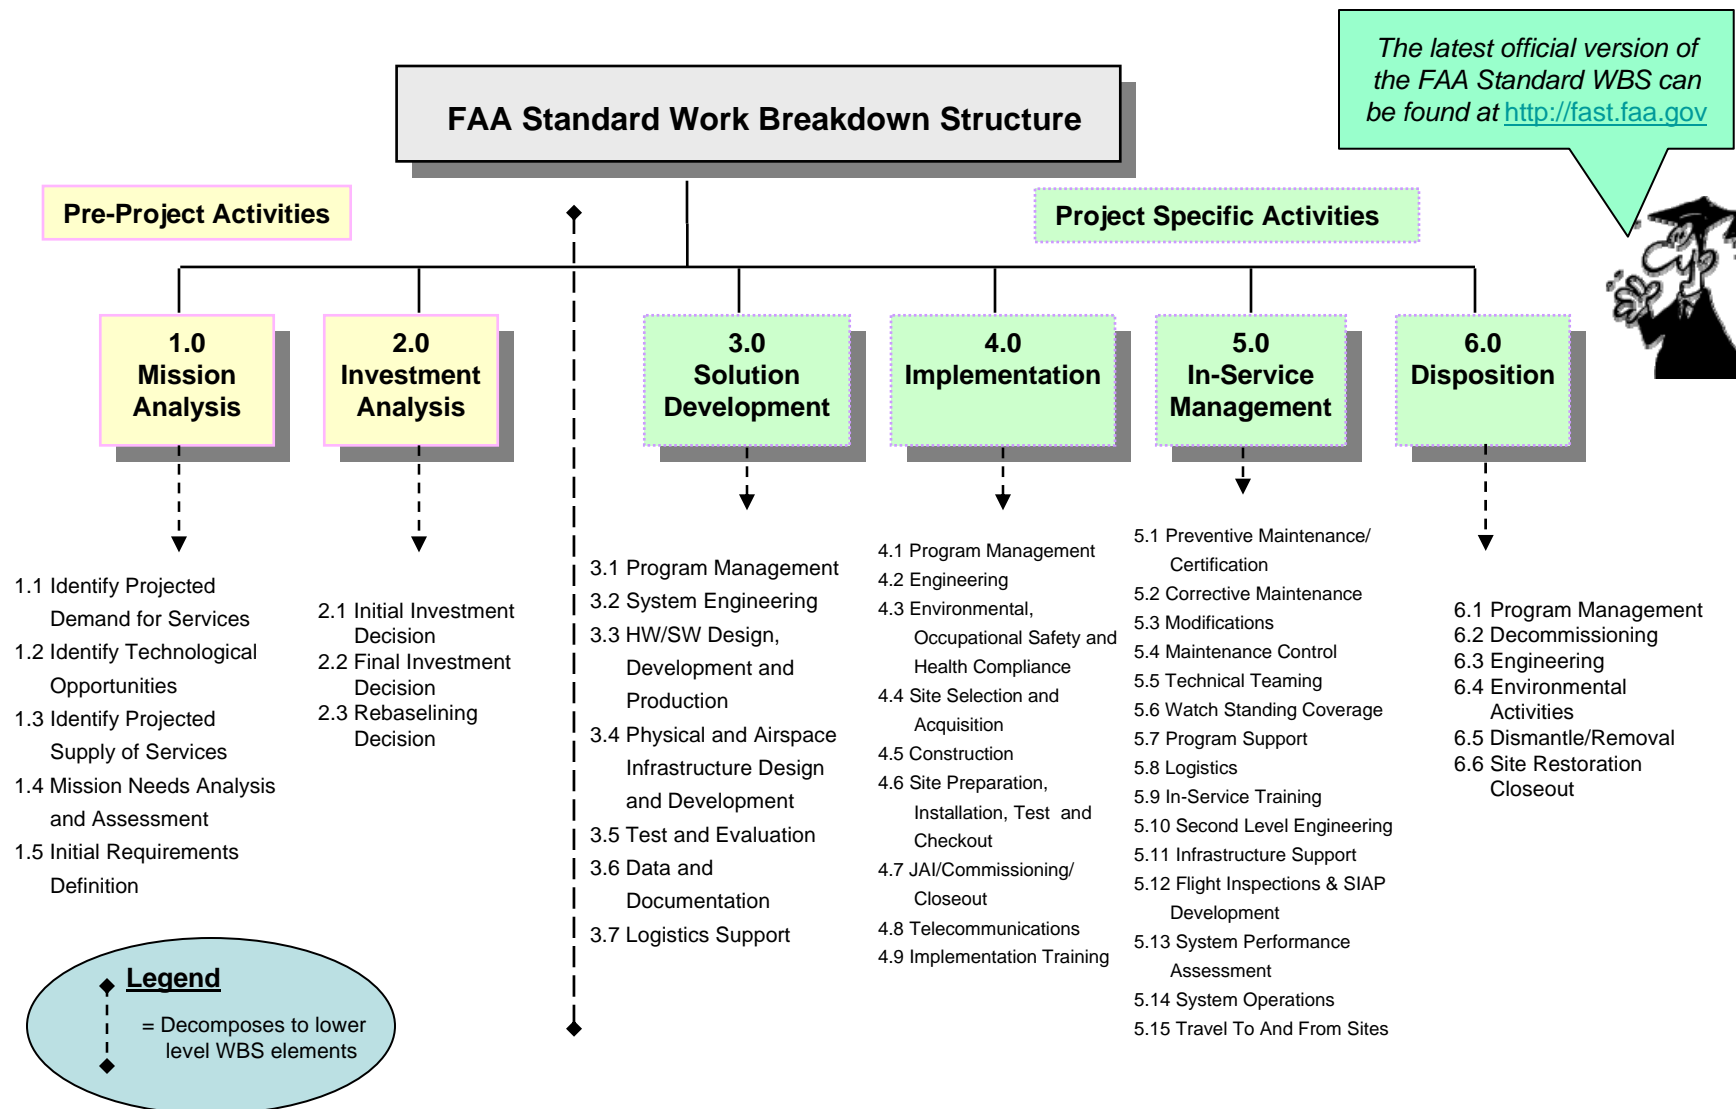 The latest official version of
the FAA Standard WBS can
be found at http://fast.faa.gov
FAA Standard Work Breakdown Structure
Pre-Project Activities
Project Specific Activities
1.0
Mission
Analysis
2.0
Investment
Analysis
3.0
Solution
Development
4.0
Implementation
5.0
In-Service
Management
6.0
Disposition
1.1 Identify Projected
Demand for Services
1.2 Identify Technological
Opportunities
1.3 Identify Projected
Supply of Services
1.4 Mission Needs Analysis
and Assessment
1.5 Initial Requirements
Definition
2.1 Initial Investment
Decision
2.2 Final Investment
Decision
2.3 Rebaselining
Decision
3.1 Program Management
3.2 System Engineering
3.3 HW/SW Design,
Development and
Production
3.4 Physical and Airspace
Infrastructure Design
and Development
3.5 Test and Evaluation
3.6 Data and
Documentation
3.7 Logistics Support
4.1 Program Management
4.2 Engineering
4.3 Environmental,
Occupational Safety and
Health Compliance
4.4 Site Selection and
Acquisition
4.5 Construction
4.6 Site Preparation,
Installation, Test and
Checkout
4.7 JAI/Commissioning/
Closeout
4.8 Telecommunications
4.9 Implementation Training
5.1 Preventive Maintenance/
Certification
5.2 Corrective Maintenance
5.3 Modifications
5.4 Maintenance Control
5.5 Technical Teaming
5.6 Watch Standing Coverage
5.7 Program Support
5.8 Logistics
5.9 In-Service Training
5.10 Second Level Engineering
5.11 Infrastructure Support
5.12 Flight Inspections & SIAP
Development
5.13 System Performance
Assessment
5.14 System Operations
5.15 Travel To And From Sites
6.1 Program Management
6.2 Decommissioning
6.3 Engineering
6.4 Environmental
Activities
6.5 Dismantle/Removal
6.6 Site Restoration
Closeout
Legend
= Decomposes to lower
level WBS elements